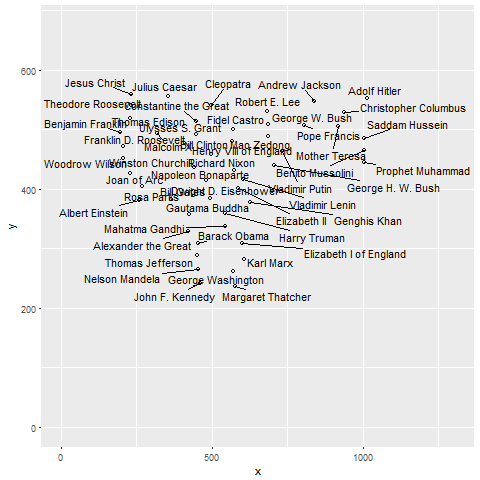 600
400
200
0
y
Jesus Christ
Julius Caesar
Cleopatra
Andrew Jackson
Adolf Hitler
Theodore Roosevelt
Constantine the Great
Robert E. Lee
Christopher Columbus
Benjamin Franklin
Thomas Edison
Ulysses S. Grant
Fidel Castro
George W. Bush
Saddam Hussein
Franklin D. Roosevelt
Malcolm
Bill Clinton
Mao Zedong
Pope Francis
Henry VIII of England
Mother Teresa
Woodrow Wilson
Winston Churchill
Richard Nixon
Benito Mussolini
Prophet Muhammad
Joan of Arc
Napoleon Bonaparte
Vladimir Putin
George H. W. Bush
Rosa Parks
Bill Gates
Dwight D. Eisenhower
Vladimir Lenin
Albert Einstein
Gautama Buddha
Elizabeth II
Genghis Khan
Mahatma Gandhi
Barack Obama
Harry Truman
Alexander the Great
Elizabeth I of England
Thomas Jefferson
Karl Marx
Nelson Mandela
George Washington
John F. Kennedy
Margaret Thatcher
0
500
1000
x